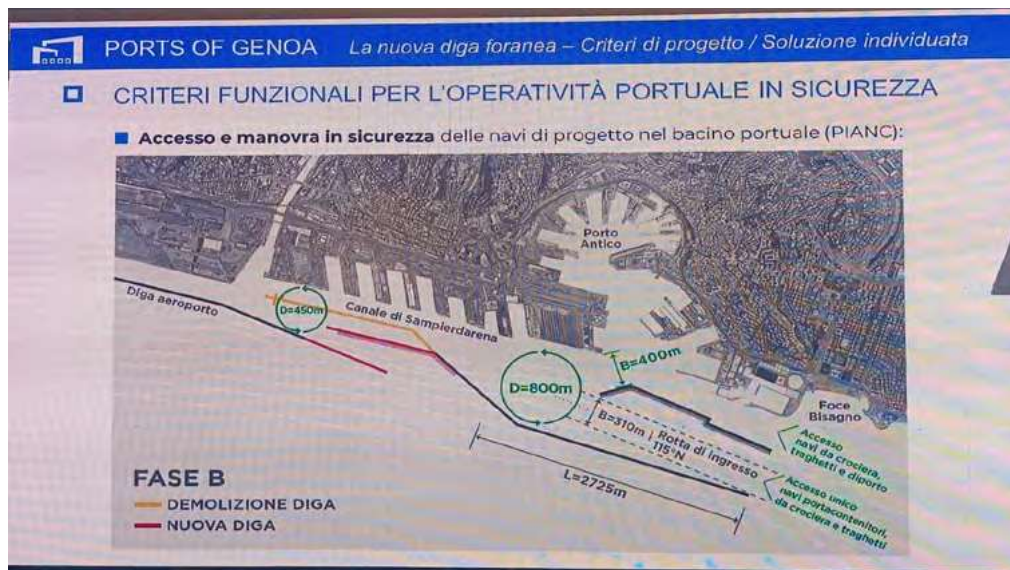 PORTS OF GENOA La nuova diga foranea – Criteri di progetto / Soluzione individuata
CRITERI FUNZIONALI PER L'OPERATIVITÀ PORTUALE IN SICUREZZA
Accesso e manovra in sicurezza delle navi di progetto nel bacino portuale (PIANC):
Porto
Antico
Diga aeroporto
D=450m
Canale di Sampierdarena
D=800m
B=400m
B=310m
Rotta di ingresso
115°N
L=2725m
Foce
Bisagno
Accesso
navi da crociera,
traghetti e diporto
Accesso unico
navi portacontenitori,
da crociera e traghetti
FASE B
DEMOLIZIONE DIGA
NUOVA DIGA